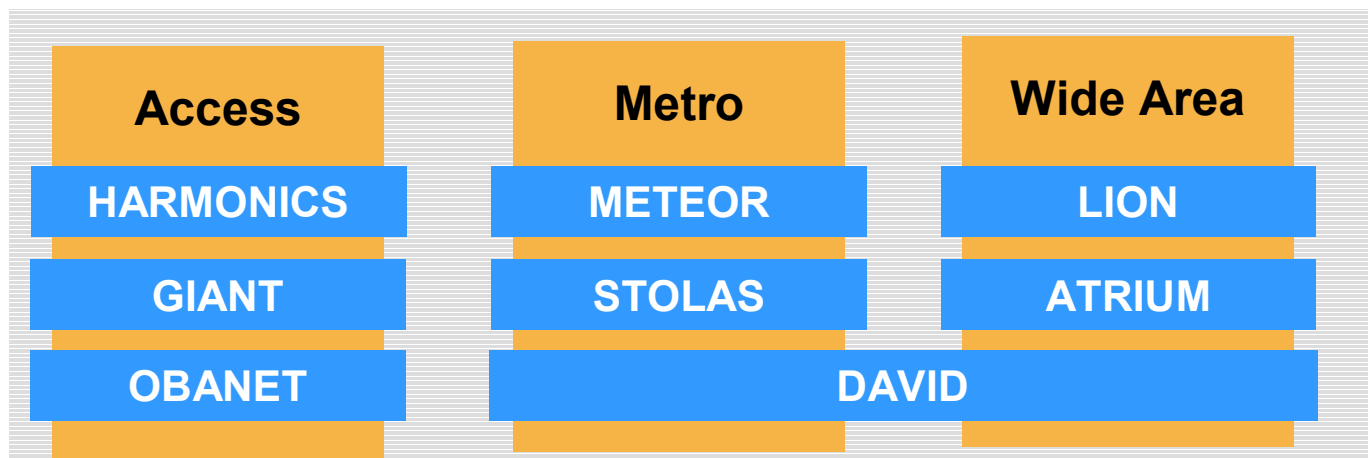 Access
Metro
Wide Area
HARMONICS
METEOR
LION
GIANT
STOLAS
ATRIUM
OBANET
DAVID